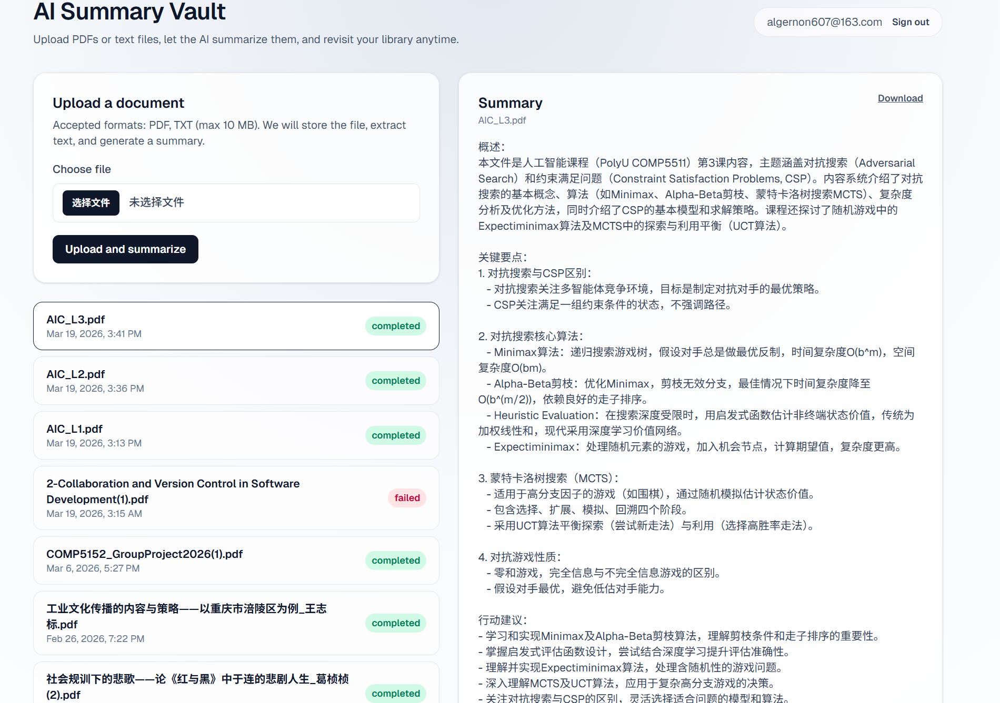 AI Summary Vault
Upload PDFs or text files, let the AI summarize them, and revisit your library anytime.
algernon607@163.com Sign out
Upload a document
Accepted formats: PDF, TXT (max 10 MB). We will store the file, extract
text, and generate a summary.
Choose file
选择文件 未选择文件
Upload and summarize
AIC_L3.pdf
Mar 19, 2026, 3:41 PM
completed
AIC_L2.pdf
Mar 19, 2026, 3:36 PM
completed
AIC_L1.pdf
Mar 19, 2026, 3:13 PM
completed
2-Collaboration and Version Control in Software
Development(1).pdf
Mar 19, 2026, 3:15 AM
failed
COMP5152_GroupProject2026(1).pdf
Mar 6, 2026, 5:27 PM
completed
工业文化传播的内容与策略——以重庆市涪陵区为例_王志
标.pdf
Feb 26, 2026, 7:22 PM
completed
社会规训下的悲歌——论《红与黑》中于连的悲剧人生_葛桢桢
(2).pdf
completed
Summary
Download
AIC_L3.pdf
概述：
本文件是人工智能课程（PolyU COMP5511）第3课内容，主题涵盖对抗搜索（Adversarial
Search）和约束满足问题（Constraint Satisfaction Problems, CSP）。内容系统介绍了对抗
搜索的基本概念、算法（如Minimax、Alpha-Beta剪枝、蒙特卡洛树搜索MCTS）、复杂度
分析及优化方法，同时介绍了CSP的基本模型和求解策略。课程还探讨了随机游戏中的
Expectiminimax算法及MCTS中的探索与利用平衡（UCT算法）。
关键要点：
1. 对抗搜索与CSP区别：
- 对抗搜索关注多智能体竞争环境，目标是制定对抗对手的最优策略。
- CSP关注满足一组约束条件的状态，不强调路径。
2. 对抗搜索核心算法：
- Minimax算法：递归搜索游戏树，假设对手总是做最优反制，时间复杂度O(b^m)，空间
复杂度O(bm)。
- Alpha-Beta剪枝：优化Minimax，剪枝无效分支，最佳情况下时间复杂度降至
O(b^(m/2))，依赖良好的走子排序。
- Heuristic Evaluation：在搜索深度受限时，用启发式函数估计非终端状态价值，传统为
加权线性和，现代采用深度学习价值网络。
- Expectiminimax：处理随机元素的游戏，加入机会节点，计算期望值，复杂度更高。
3. 蒙特卡洛树搜索（MCTS）：
- 适用于高分支因子的游戏（如围棋），通过随机模拟估计状态价值。
- 包含选择、扩展、模拟、回溯四个阶段。
- 采用UCT算法平衡探索（尝试新走法）与利用（选择高胜率走法）。
4. 对抗游戏性质：
- 零和游戏，完全信息与不完全信息游戏的区别。
- 假设对手最优，避免低估对手能力。
行动建议：
- 学习和实现Minimax及Alpha-Beta剪枝算法，理解剪枝条件和走子排序的重要性。
- 掌握启发式评估函数设计，尝试结合深度学习提升评估准确性。
- 理解并实现Expectiminimax算法，处理含随机性的游戏问题。
- 深入理解MCTS及UCT算法，应用于复杂高分支游戏的决策。
- 关注对抗搜索与CSP的区别，灵活选择适合问题的模型和算法。